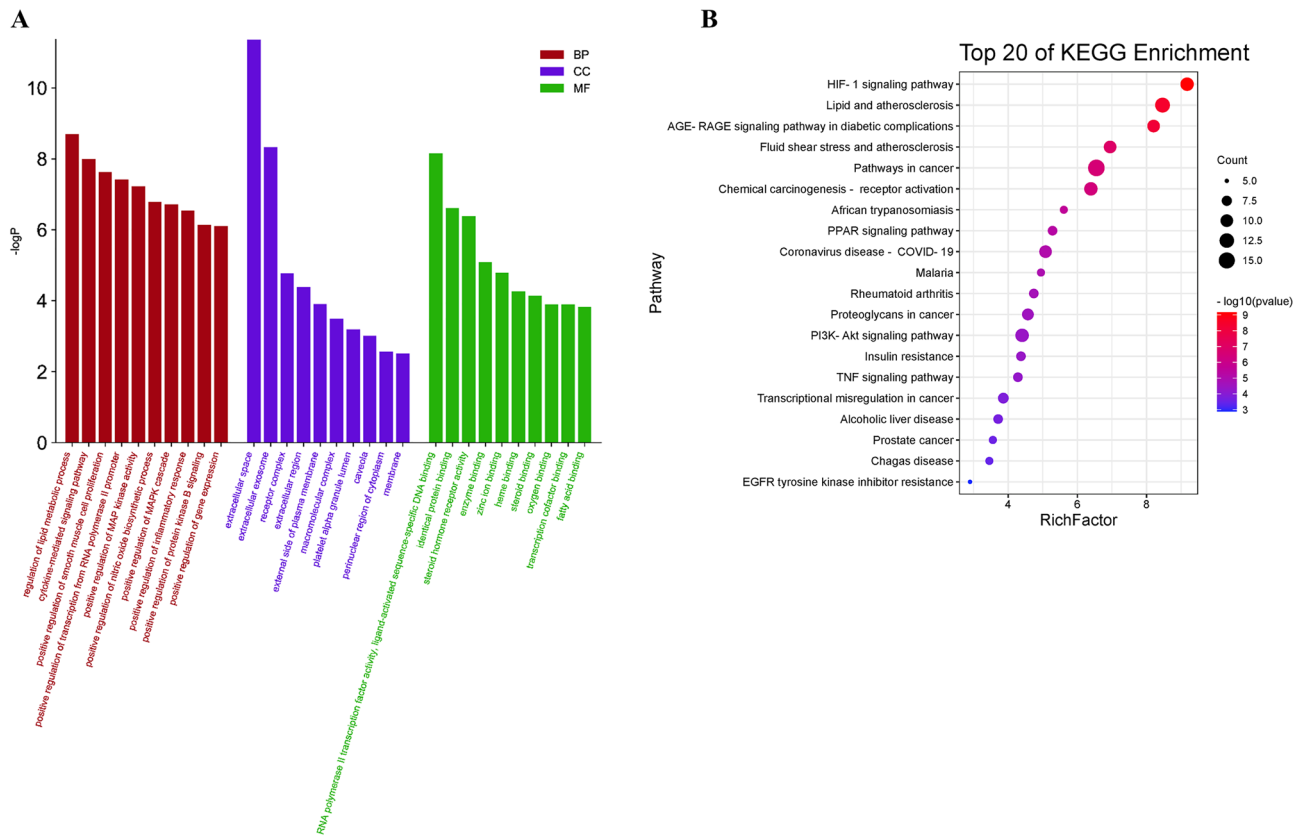 A
-logP
10
8
6
4
2
0
BP
CC
MF
regulation of lipid metabolic process
cytokine-mediated signaling pathway
positive regulation of smooth muscle cell proliferation
positive regulation of transcription from RNA polymerase II promoter
positive regulation of MAP kinase activity
positive regulation of nitric oxide biosynthetic process
positive regulation of MAPK cascade
positive regulation of inflammatory response
positive regulation of protein kinase B signaling
positive regulation of gene expression
extracellular space
extracellular exosome
receptor complex
extracellular region
external side of plasma membrane
macromolecular complex
platelet alpha granule lumen
caveola
perinuclear region of cytoplasm
membrane
RNA polymerase II transcription factor activity, ligand-activated sequence-specific DNA binding
identical protein binding
steroid hormone receptor activity
enzyme binding
zinc ion binding
heme binding
steroid binding
oxygen binding
transcription cofactor binding
fatty acid binding
B
Top 20 of KEGG Enrichment
Pathway
HIF- 1 signaling pathway
Lipid and atherosclerosis
AGE- RAGE signaling pathway in diabetic complications
Fluid shear stress and atherosclerosis
Pathways in cancer
Chemical carcinogenesis - receptor activation
African trypanosomiasis
PPAR signaling pathway
Coronavirus disease - COVID- 19
Malaria
Rheumatoid arthritis
Proteoglycans in cancer
PI3K- Akt signaling pathway
Insulin resistance
TNF signaling pathway
Transcriptional misregulation in cancer
Alcoholic liver disease
Prostate cancer
Chagas disease
EGFR tyrosine kinase inhibitor resistance
4 6 8
RichFactor
Count
5.0
7.5
10.0
12.5
15.0
- log10(pvalue)
9
8
7
6
5
4
3